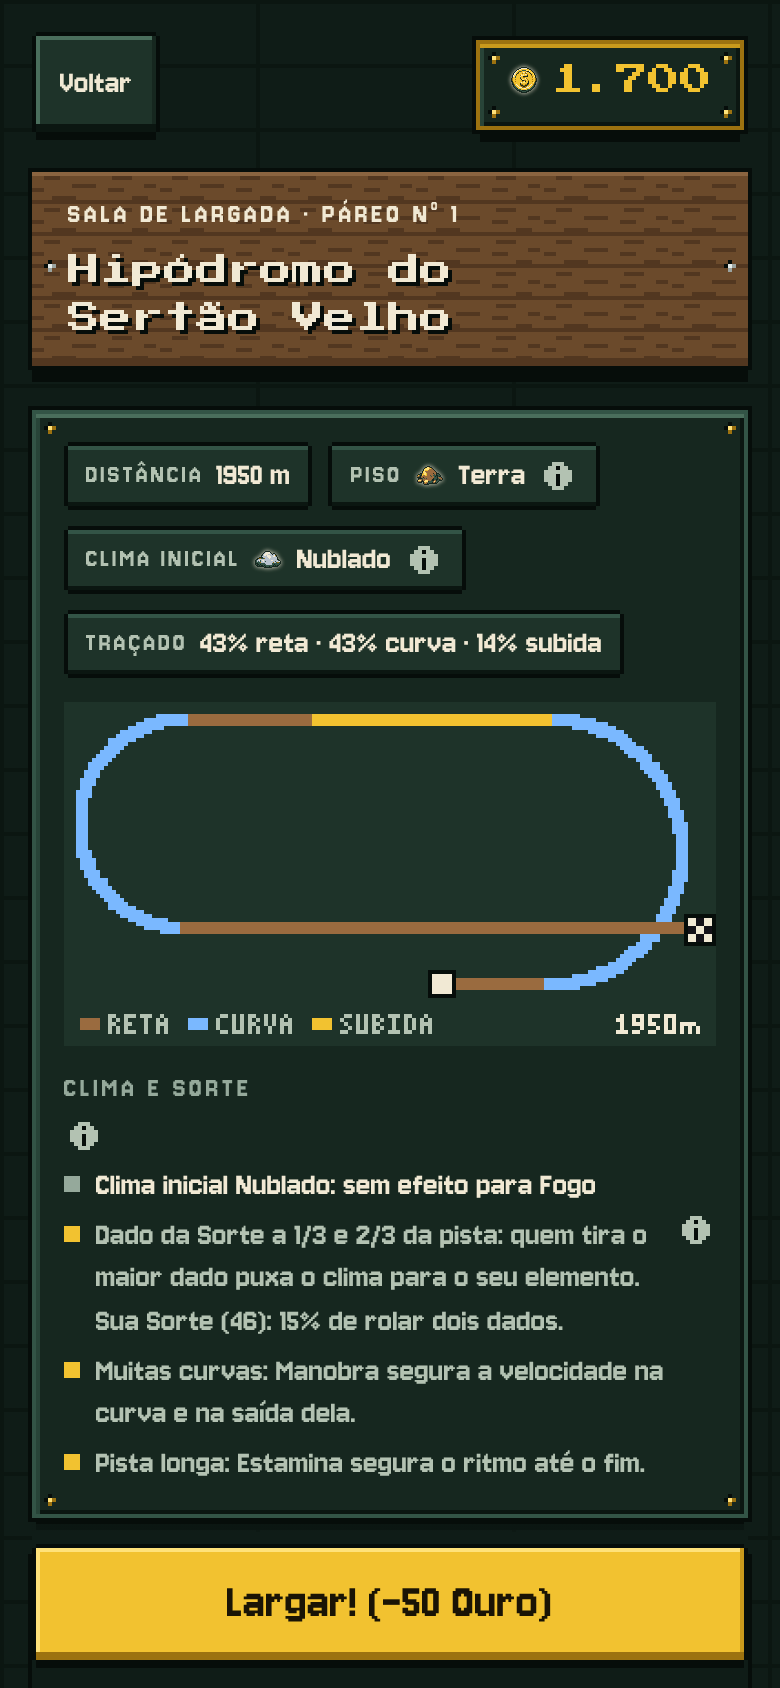 Voltar
1.700
SALA DE LARGADA · PÁREO Nº 1
Hipódromo do
Sertão Velho
DISTÂNCIA 1950 m
PISO Terra
CLIMA INICIAL Nublado
TRAÇADO 43% reta · 43% curva · 14% subida
RETA CURVA SUBIDA 1950m
CLIMA E SORTE
Clima inicial Nublado: sem efeito para Fogo
Dado da Sorte a 1/3 e 2/3 da pista: quem tira o
maior dado puxa o clima para o seu elemento.
Sua Sorte (46): 15% de rolar dois dados.
Muitas curvas: Manobra segura a velocidade na
curva e na saída dela.
Pista longa: Estamina segura o ritmo até o fim.
Largar! (-50 Ouro)